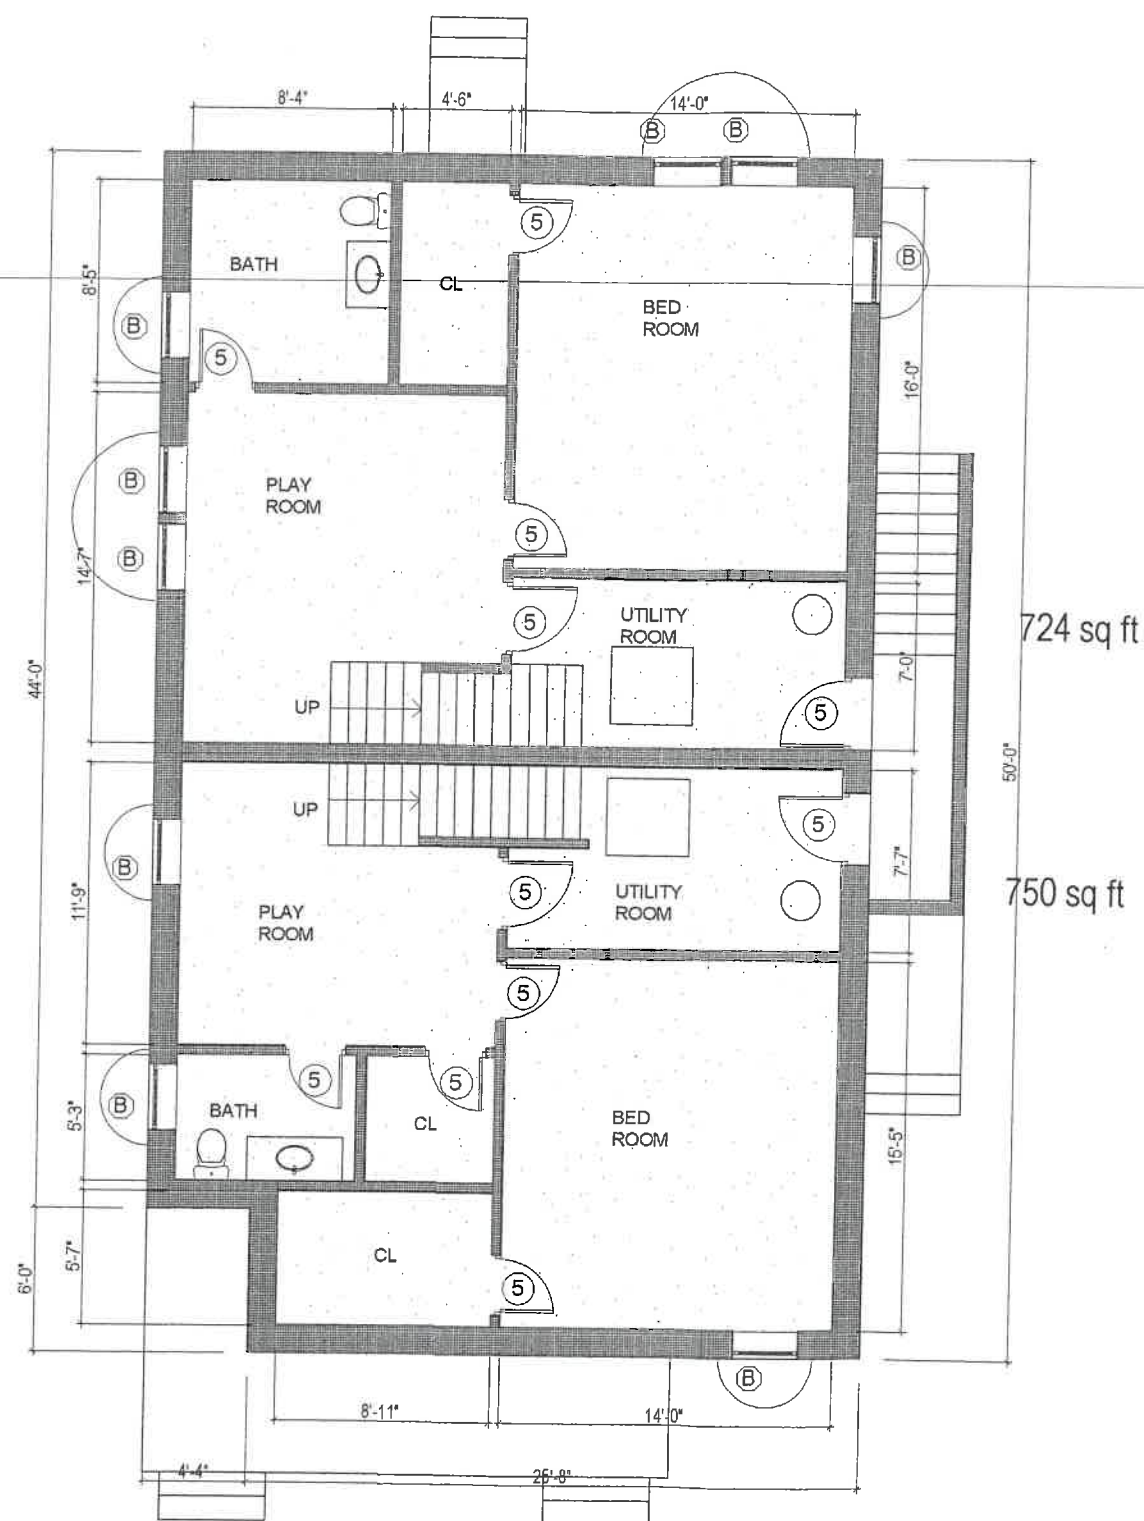 8'-4"
4'-6"
14'-0"
B
B
5
BATH
CL
B
8'-5"
BED
ROOM
B
5
16'-0"
PLAY
ROOM
B
5
B
14'-7"
UTILITY
ROOM
5
724 sq ft
7'-0"
44'-0"
UP
5
50'-0"
UP
5
B
7'-7"
5
UTILITY
ROOM
750 sq ft
11'-9"
PLAY
ROOM
5
5
5
B
BATH
CL
BED
ROOM
5'-3"
15'-5"
CL
5'-7"
6'-0"
5
B
8'-11"
14'-0"
4'-4"
25'-8"